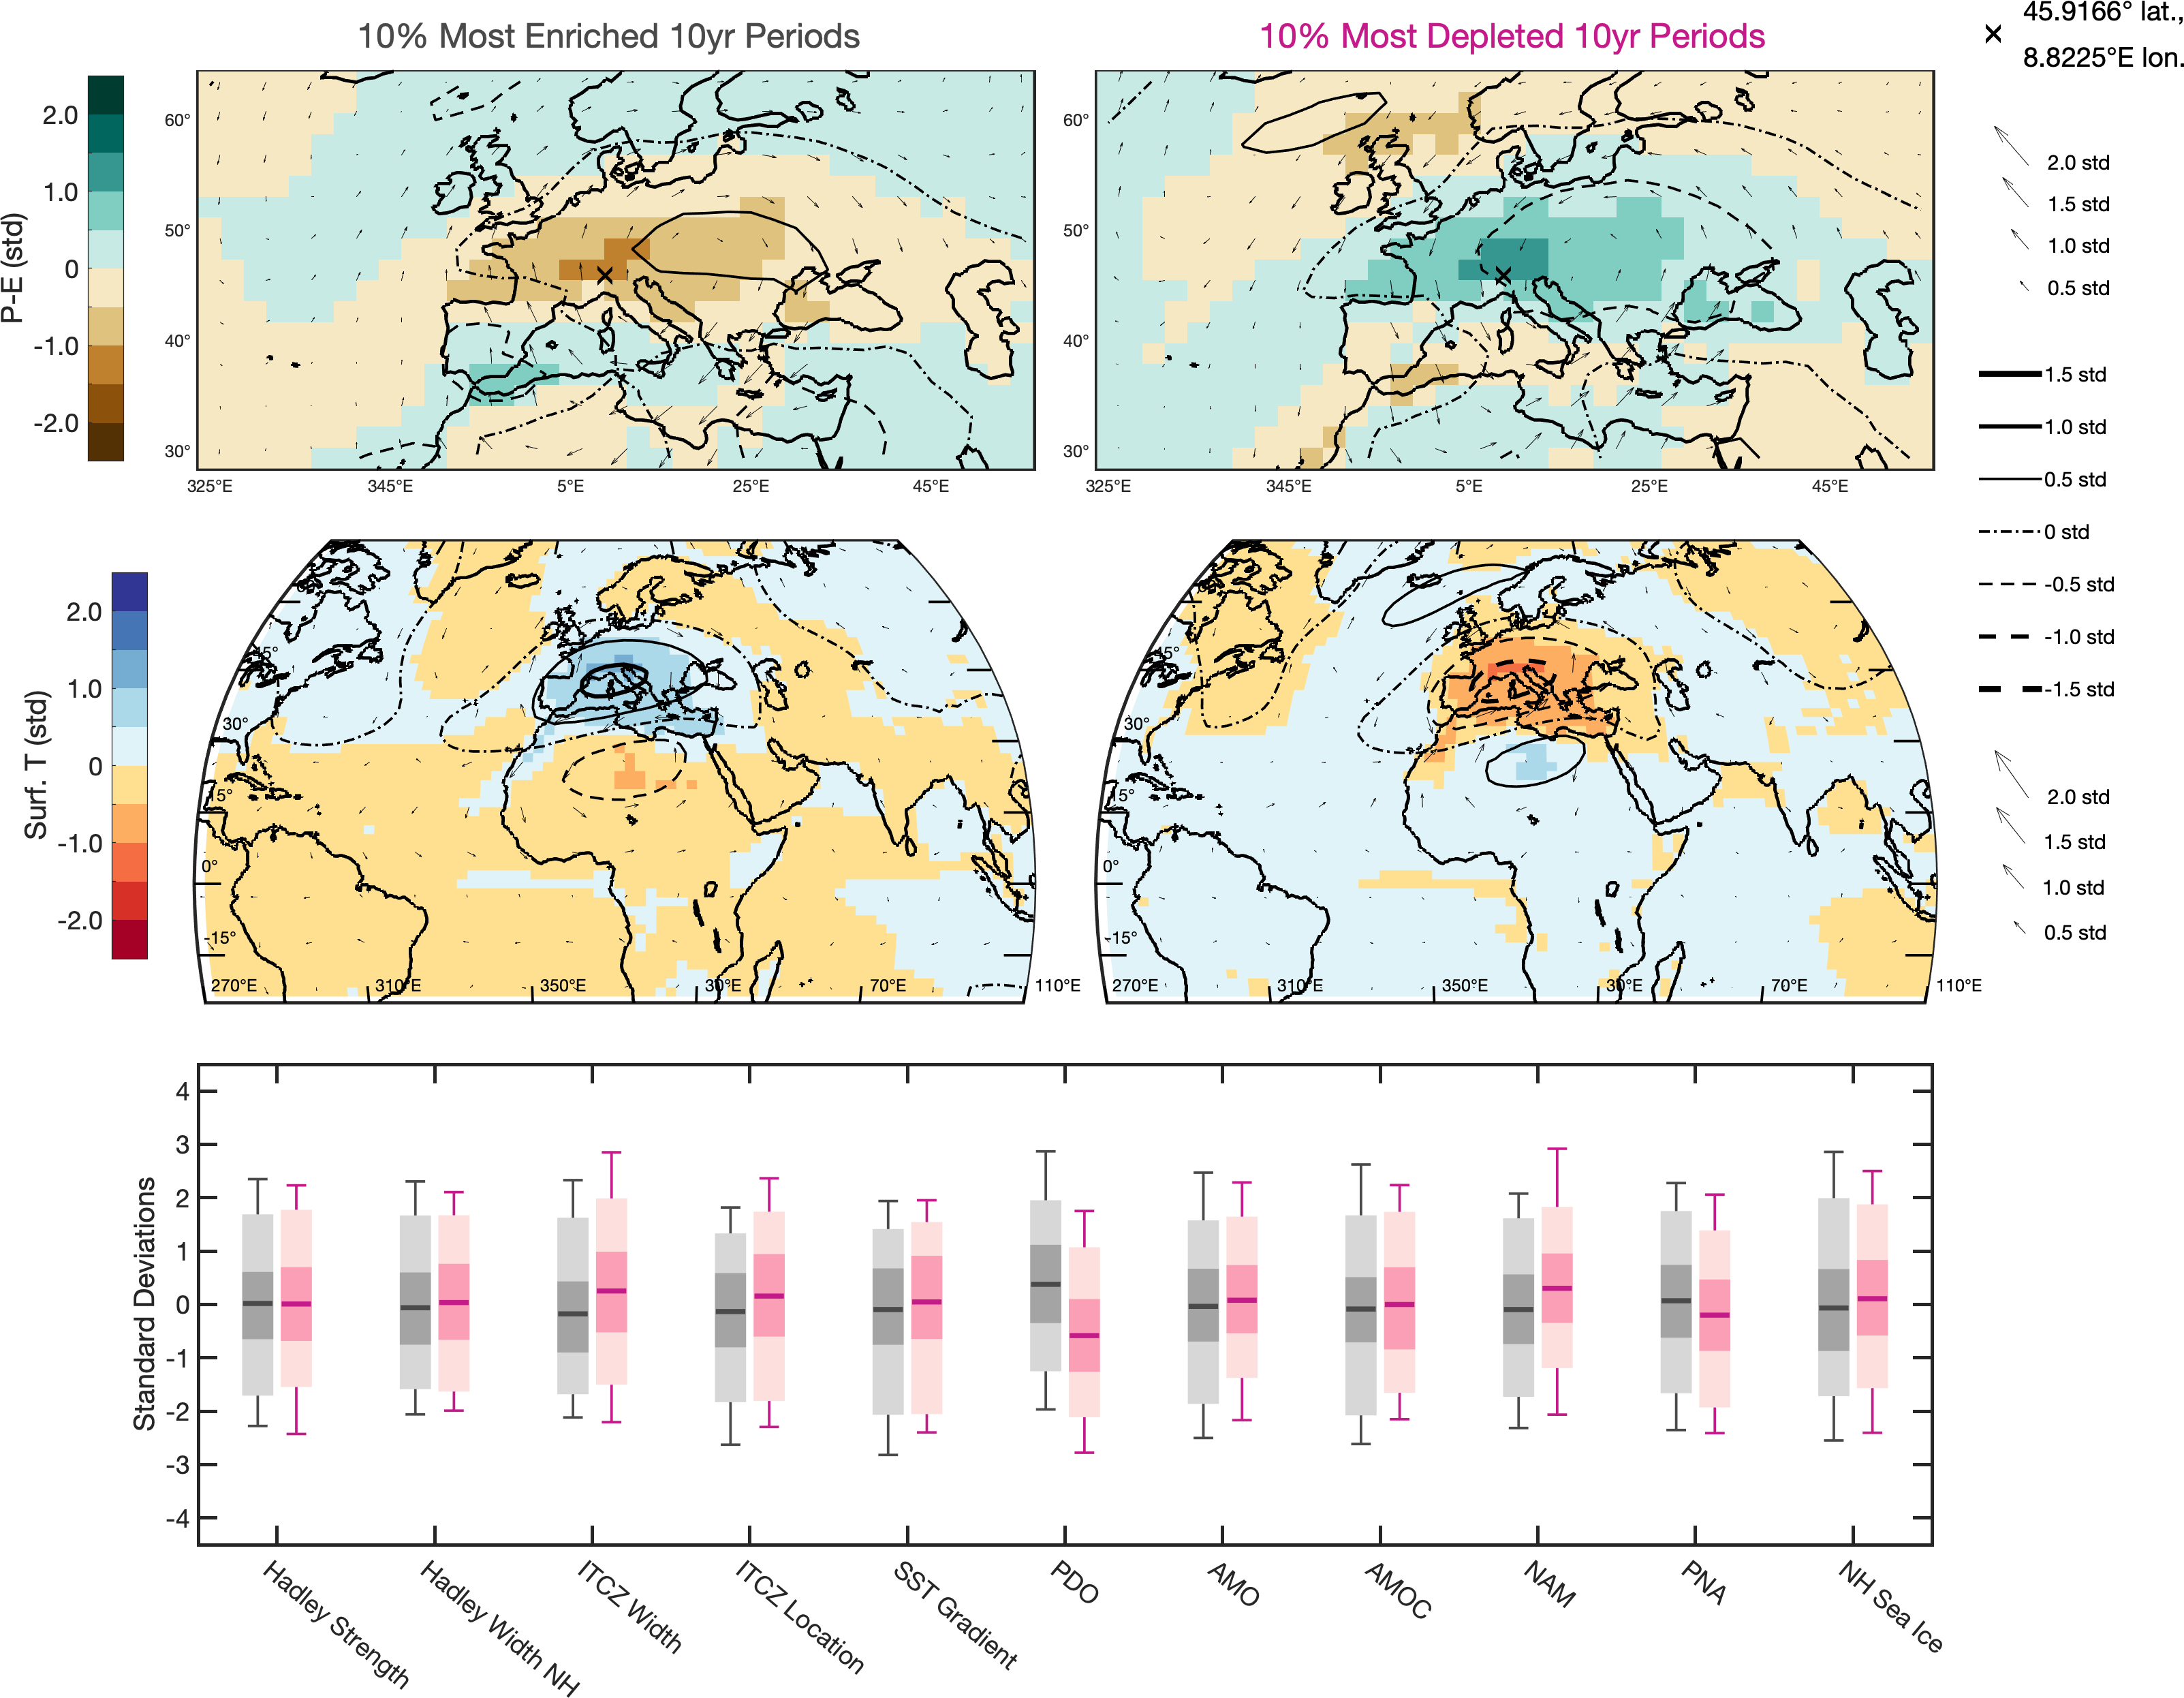 10% Most Enriched 10yr Periods
10% Most Depleted 10yr Periods
45.9166° lat.,
8.8225°E lon.
P-E (std)
2.0
1.0
0
-1.0
-2.0
60°
50°
40°
30°
325°E
345°E
5°E
25°E
45°E
60°
50°
40°
30°
325°E
345°E
5°E
25°E
45°E
2.0 std
1.5 std
1.0 std
0.5 std
1.5 std
1.0 std
0.5 std
0 std
-0.5 std
-1.0 std
-1.5 std
Surf. T (std)
2.0
1.0
0
-1.0
-2.0
45°
30°
15°
0°
-15°
270°E
310°E
350°E
30°E
70°E
110°E
45°
30°
15°
0°
-15°
270°E
310°E
350°E
30°E
70°E
110°E
2.0 std
1.5 std
1.0 std
0.5 std
Standard Deviations
4
3
2
1
0
-1
-2
-3
-4
Hadley Strength
Hadley Width NH
ITCZ Width
ITCZ Location
SST Gradient
PDO
AMO
AMOC
NAM
PNA
NH Sea Ice